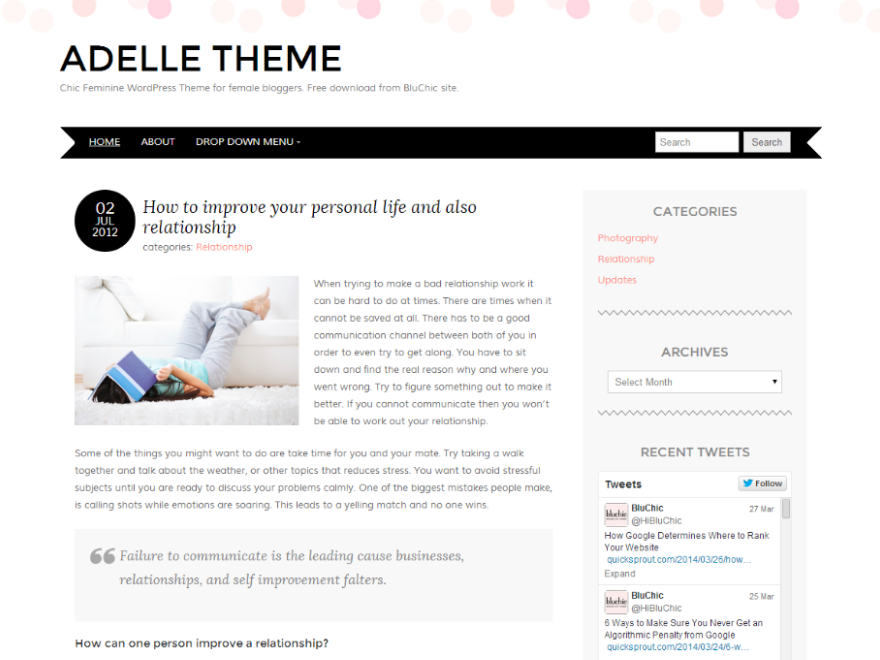 ADELLE THEME
Chic Feminine WordPress Theme for female bloggers. Free download from BluChic site.
HOME ABOUT DROP DOWN MENU
Search Search
02
JUL
2012
How to improve your personal life and also
relationship
categories: Relationship
When trying to make a bad relationship work it
can be hard to do at times. There are times when it
cannot be saved at all. There has to be a good
communication channel between both of you in
order to even try to get along. You have to sit
down and find the real reason why and where you
went wrong. Try to figure something out to make it
better. If you cannot communicate then you won't
be able to work out your relationship.
Some of the things you might want to do are take time for you and your mate. Try taking a walk
together and talk about the weather, or other topics that reduces stress. You want to avoid stressful
subjects until you are ready to discuss your problems calmly. One of the biggest mistakes people make,
is calling shots while emotions are soaring. This leads to a yelling match and no one wins.
“ Failure to communicate is the leading cause businesses,
relationships, and self improvement falters.
How can one person improve a relationship?
CATEGORIES
Photography
Relationship
Updates
ARCHIVES
Select Month
RECENT TWEETS
Tweets Follow
bluchic
BluChic 27 Mar
@HiBluChic
How Google Determines Where to Rank
Your Website
quicksprout.com/2014/03/26/how...
Expand
bluchic
BluChic 25 Mar
@HiBluChic
6 Ways to Make Sure You Never Get an
Algorithmic Penalty from Google
quicksprout.com/2014/03/24/6-w...